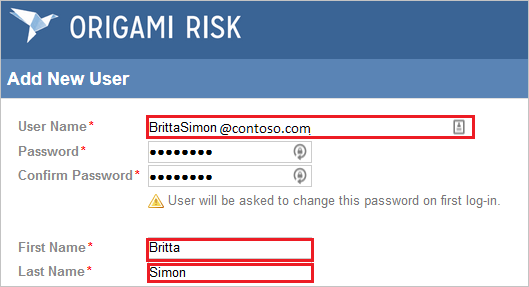 ORIGAMI RISK
Add New User
User Name* BrittaSimon@contoso.com
Password* ••••••••
Confirm Password* ••••••••
User will be asked to change this password on first log-in.
First Name* Britta
Last Name* Simon